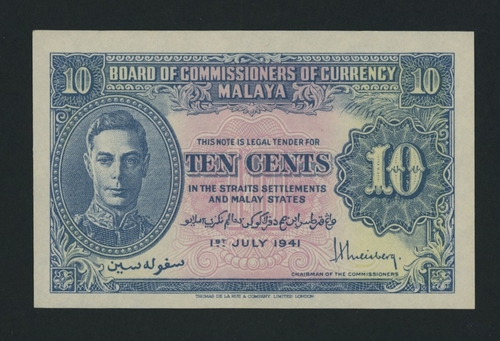 10 BOARD OF COMMISSIONERS OF CURRENCY 10
MALAYA
THIS NOTE IS LEGAL TENDER FOR
TEN CENTS
10
IN THE STRAITS SETTLEMENTS
AND MALAY STATES
1ST JULY 1941
سفوله سين
CHAIRMAN OF THE COMMISSIONERS
THOMAS DE LA RUE & COMPANY, LIMITED, LONDON